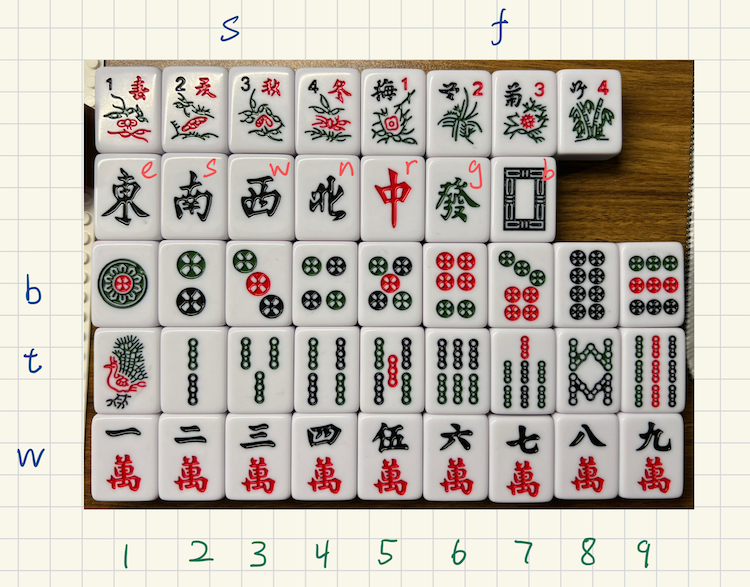 s f
1 春 2 夏 3 秋 4 冬 梅 1 2 菊 3 竹 4
東 e 南 s 西 w 北 n 中 r 發 g b
b
t
w 一萬 二萬 三萬 四萬 伍萬 六萬 七萬 八萬 九萬
1 2 3 4 5 6 7 8 9